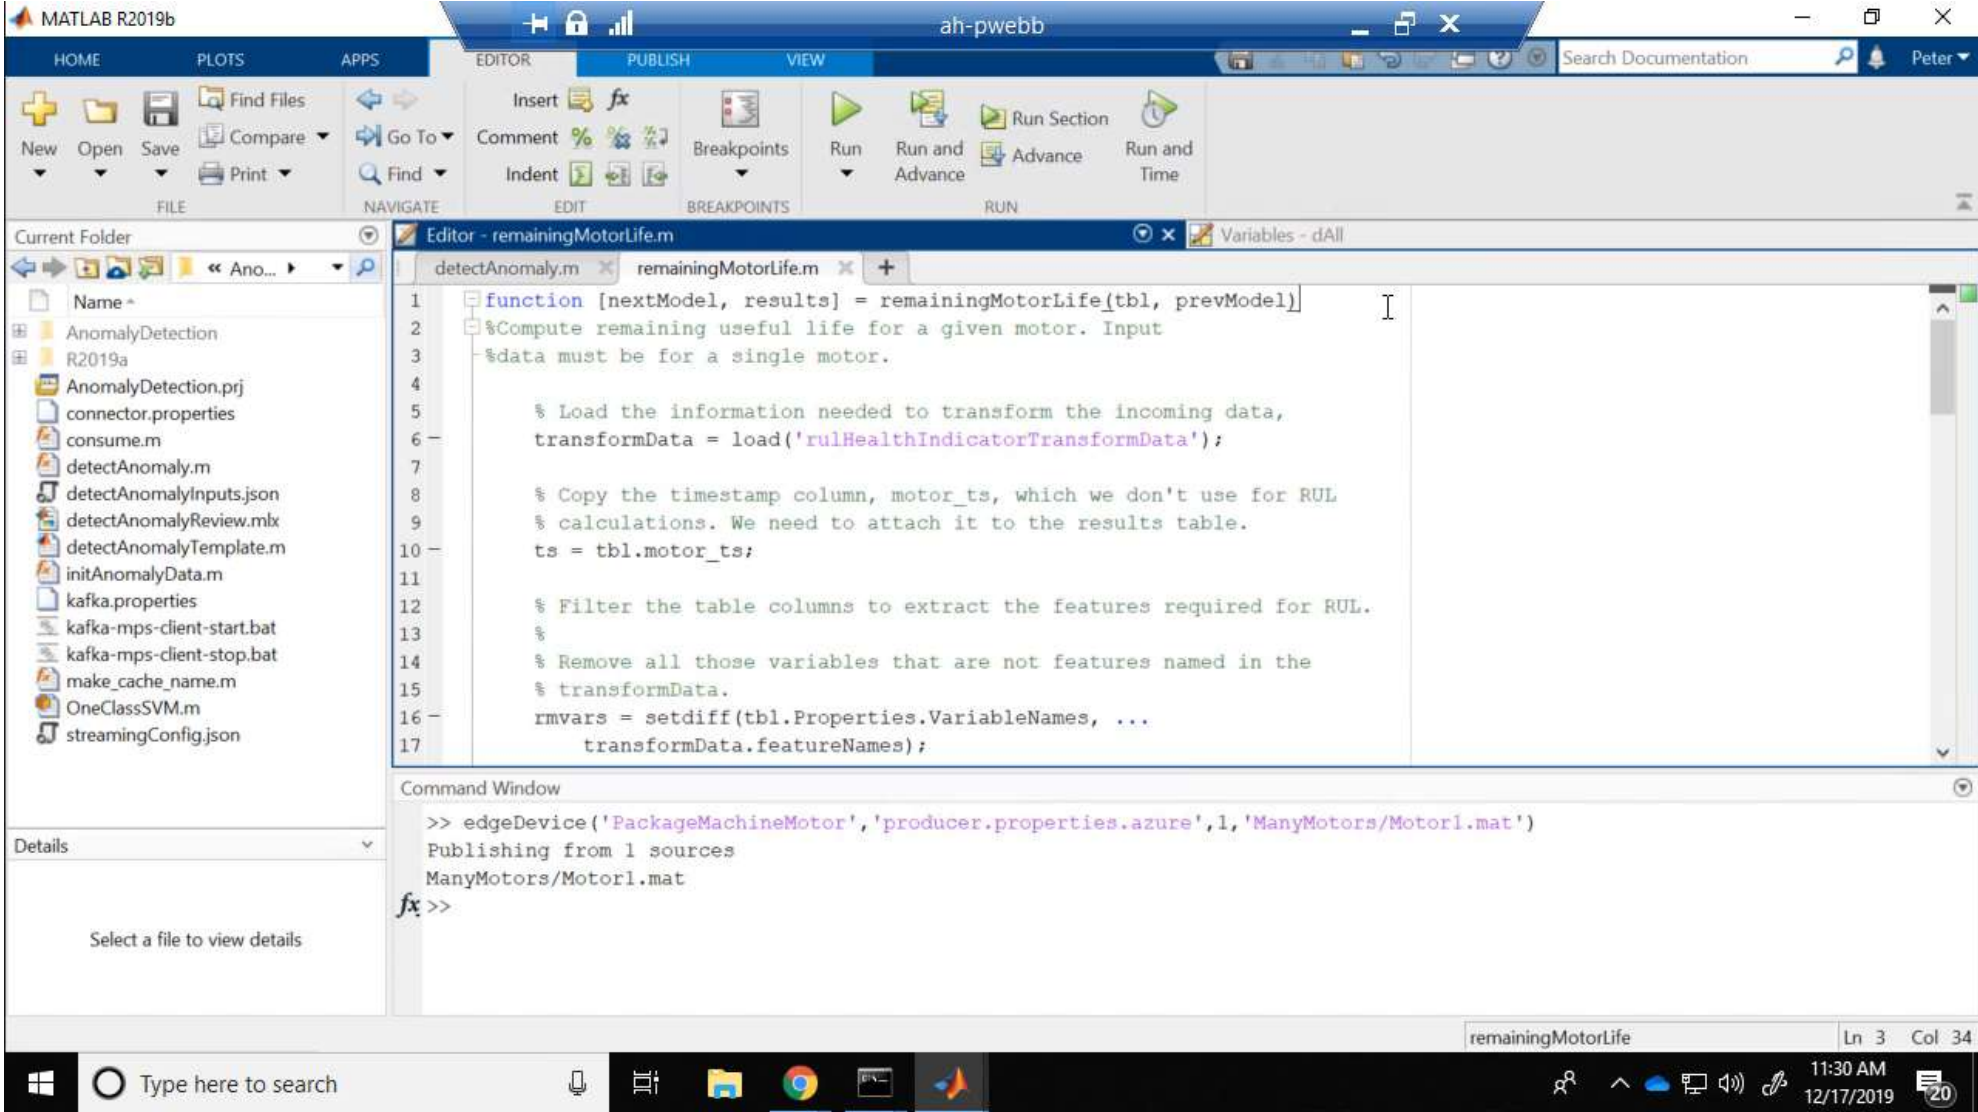 MATLAB R2019b
ah-pwebb
HOME PLOTS APPS EDITOR PUBLISH VIEW
Search Documentation
Peter
New
Open
Save
Find Files
Compare
Print
FILE
Go To
Find
NAVIGATE
Insert fx
Comment
Indent
EDIT
Breakpoints
BREAKPOINTS
Run
Run and Advance
Run Section
Advance
Run and Time
RUN
Current Folder
« Ano...
Name
AnomalyDetection
R2019a
AnomalyDetection.prj
connector.properties
consume.m
detectAnomaly.m
detectAnomalyInputs.json
detectAnomalyReview.mlx
detectAnomalyTemplate.m
initAnomalyData.m
kafka.properties
kafka-mps-client-start.bat
kafka-mps-client-stop.bat
make_cache_name.m
OneClassSVM.m
streamingConfig.json
Details
Select a file to view details
Editor - remainingMotorLife.m
Variables - dAll
detectAnomaly.m remainingMotorLife.m +
1 function [nextModel, results] = remainingMotorLife(tbl, prevModel)
2 %Compute remaining useful life for a given motor. Input
3 %data must be for a single motor.
4
5 % Load the information needed to transform the incoming data,
6 transformData = load('rulHealthIndicatorTransformData');
7
8 % Copy the timestamp column, motor_ts, which we don't use for RUL
9 % calculations. We need to attach it to the results table.
10 ts = tbl.motor_ts;
11
12 % Filter the table columns to extract the features required for RUL.
13 %
14 % Remove all those variables that are not features named in the
15 % transformData.
16 rmvars = setdiff(tbl.Properties.VariableNames, ...
17 transformData.featureNames);
Command Window
>> edgeDevice('PackageMachineMotor','producer.properties.azure',1,'ManyMotors/Motor1.mat')
Publishing from 1 sources
ManyMotors/Motor1.mat
fx >>
remainingMotorLife
Ln 3 Col 34
Type here to search
11:30 AM
12/17/2019
20